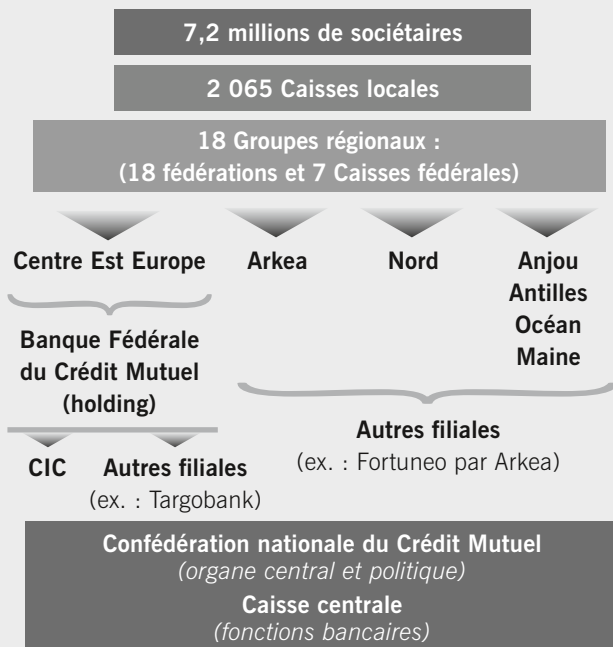 7,2 millions de sociétaires
2 065 Caisses locales
18 Groupes régionaux :
(18 fédérations et 7 Caisses fédérales)
Centre Est Europe
Arkea
Nord
Anjou
Antilles
Océan
Maine
Banque Fédérale
du Crédit Mutuel
(holding)
CIC
Autres filiales
(ex. : Targobank)
Autres filiales
(ex. : Fortuneo par Arkea)
Confédération nationale du Crédit Mutuel
(organe central et politique)
Caisse centrale
(fonctions bancaires)